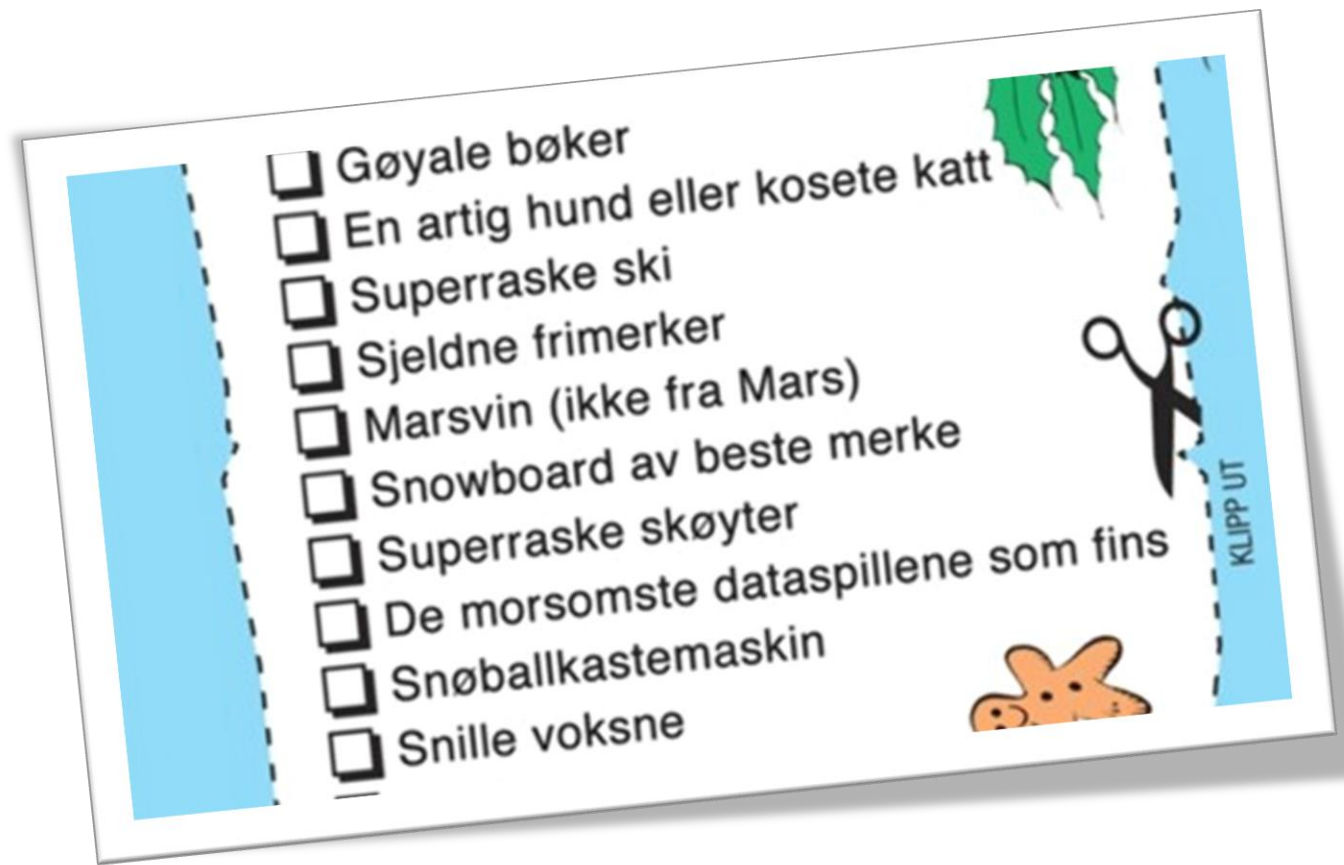 Gøyale bøker
En artig hund eller kosete katt
Superraske ski
Sjeldne frimerker
Marsvin (ikke fra Mars)
Snowboard av beste merke
Superraske skøyter
De morsomste dataspillene som fins
Snøballkastemaskin
Snille voksne
KLIPP UT